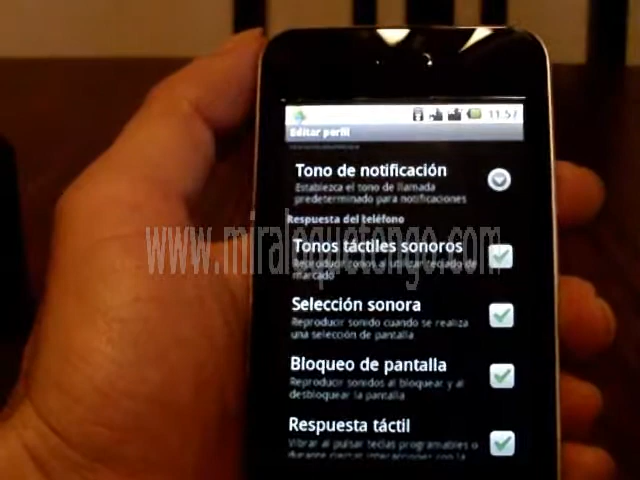 11:57
Editar perfil
Tono de notificación
Establezca el tono de llamada
predeterminado para notificaciones
Respuesta del teléfono
Tonos táctiles sonoros
www.miraloquetengo.com
Reproducir tonos al utilizar teclado de
marcado
Selección sonora
Reproducir sonido cuando se realiza
una selección de pantalla
Bloqueo de pantalla
Reproducir sonidos al bloquear y al
desbloquear la pantalla
Respuesta táctil
Vibrar al pulsar teclas programables o
durante ciertas interacciones con la